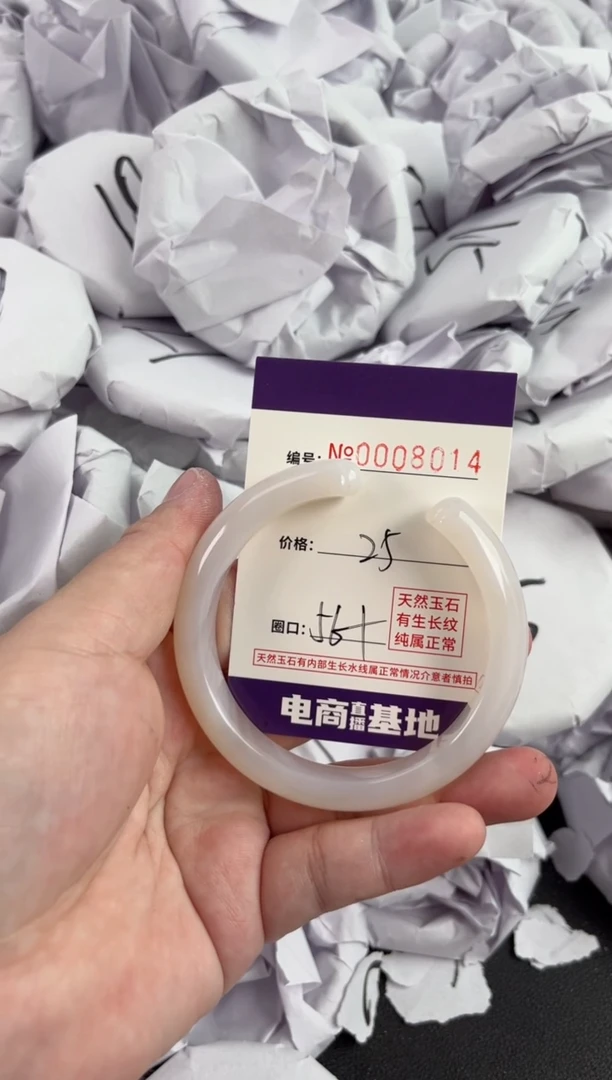 编号: №0008014
价格: 25
圈口: 56+
天然玉石
有生长纹
纯属正常
天然玉石有内部生长水线属正常情况介意者慎拍
电商直播基地